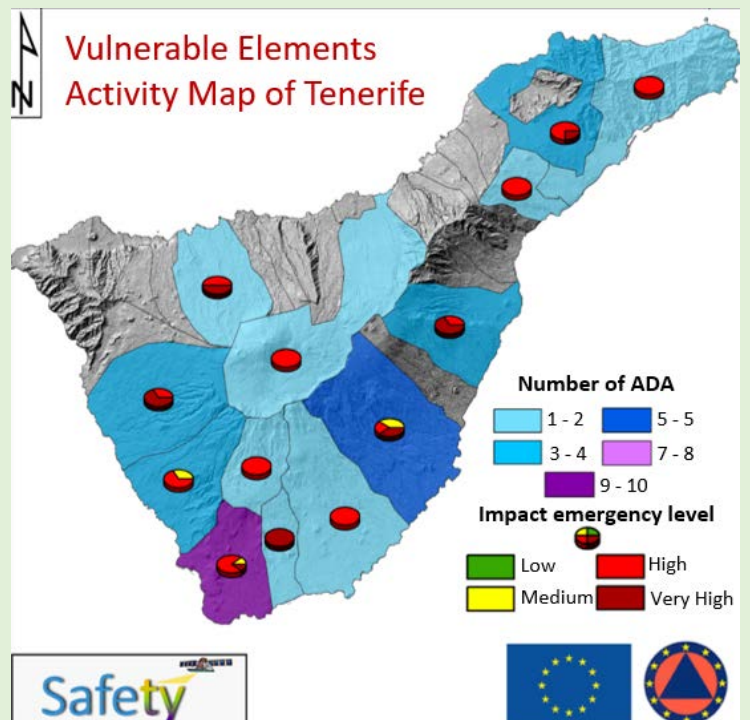 N
Vulnerable Elements
Activity Map of Tenerife
Number of ADA
1 - 2
5 - 5
3 - 4
7 - 8
9 - 10
Impact emergency level
Low
High
Medium
Very High
Safety